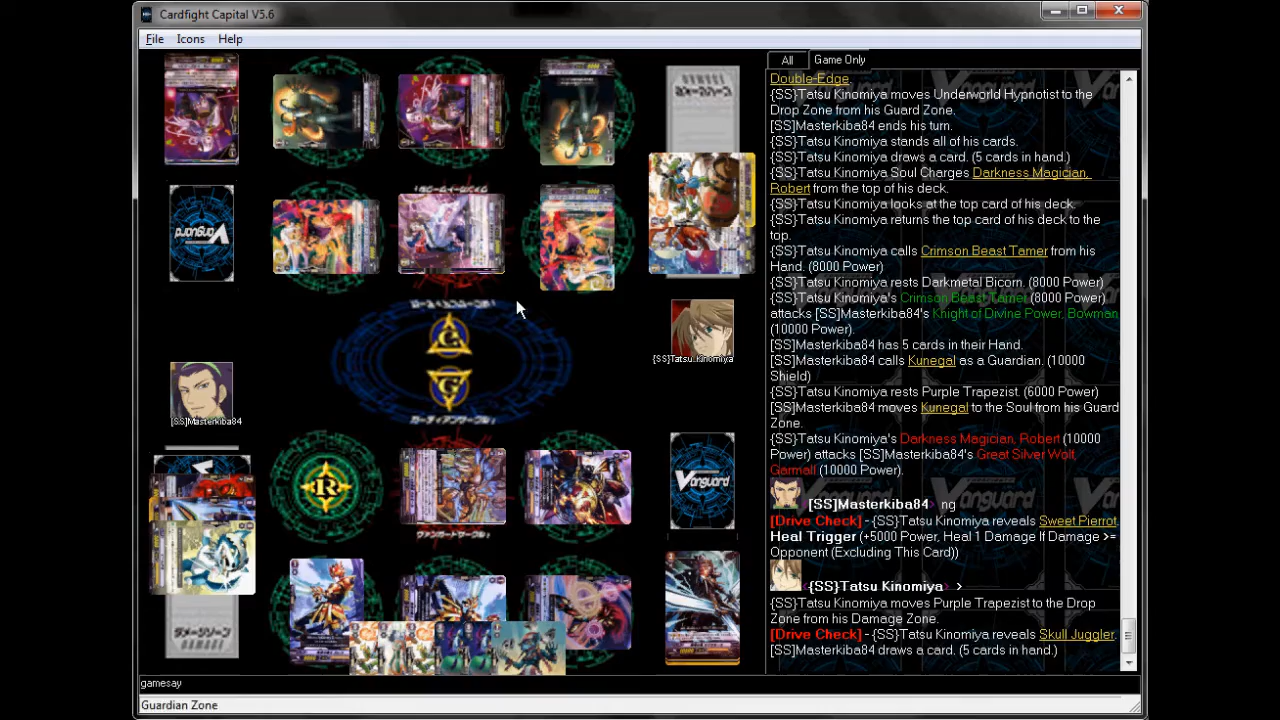 Cardfight Capital V5.6
File Icons Help
All Game Only
Double-Edge.
{SS}Tatsu Kinomiya moves Underworld Hypnotist to the
Drop Zone from his Guard Zone.
[SS]Masterkiba84 ends his turn.
{SS}Tatsu Kinomiya stands all of his cards.
{SS}Tatsu Kinomiya draws a card. (5 cards in hand.)
{SS}Tatsu Kinomiya Soul Charges Darkness Magician,
Robert from the top of his deck.
{SS}Tatsu Kinomiya looks at the top card of his deck.
{SS}Tatsu Kinomiya returns the top card of his deck to the
top.
{SS}Tatsu Kinomiya calls Crimson Beast Tamer from his
Hand. (8000 Power)
{SS}Tatsu Kinomiya rests Darkmetal Bicorn. (8000 Power)
{SS}Tatsu Kinomiya's Crimson Beast Tamer (8000 Power)
attacks [SS]Masterkiba84's Knight of Divine Power, Bowman
(10000 Power).
[SS]Masterkiba84 has 5 cards in their Hand.
[SS]Masterkiba84 calls Kunegal as a Guardian. (10000
Shield)
{SS}Tatsu Kinomiya rests Purple Trapezist. (6000 Power)
[SS]Masterkiba84 moves Kunegal to the Soul from his Guard
Zone.
{SS}Tatsu Kinomiya's Darkness Magician, Robert (10000
Power) attacks [SS]Masterkiba84's Great Silver Wolf,
Garmall (10000 Power).
[SS]Masterkiba84> ng
[Drive Check] - {SS}Tatsu Kinomiya reveals Sweet Pierrot.
Heal Trigger (+5000 Power, Heal 1 Damage If Damage >=
Opponent (Excluding This Card))
{SS}Tatsu Kinomiya> >
{SS}Tatsu Kinomiya moves Purple Trapezist to the Drop
Zone from his Damage Zone.
[Drive Check] - {SS}Tatsu Kinomiya reveals Skull Juggler.
[SS]Masterkiba84 draws a card. (5 cards in hand.)
Vanguard
G
{SS}Tatsu Kinomiya
G
[SS]Masterkiba84
R
Vanguard
gamesay
Guardian Zone